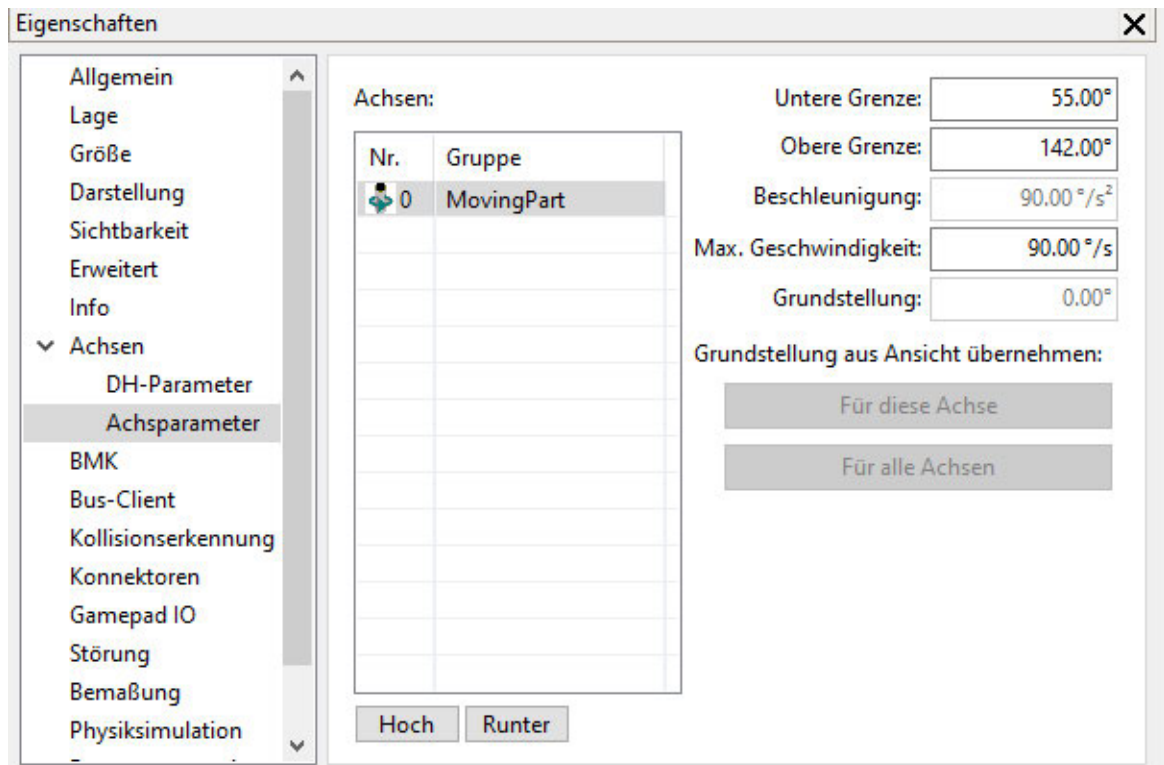 Eigenschaften
Allgemein
Lage
Größe
Darstellung
Sichtbarkeit
Erweitert
Info
Achsen
DH-Parameter
Achsparameter
BMK
Bus-Client
Kollisionserkennung
Konnektoren
Gamepad IO
Störung
Bemaßung
Physiksimulation
Achsen:
Nr. Gruppe
0 MovingPart
Hoch Runter
Untere Grenze: 55.00°
Obere Grenze: 142.00°
Beschleunigung: 90.00 °/s²
Max. Geschwindigkeit: 90.00 °/s
Grundstellung: 0.00°
Grundstellung aus Ansicht übernehmen:
Für diese Achse
Für alle Achsen